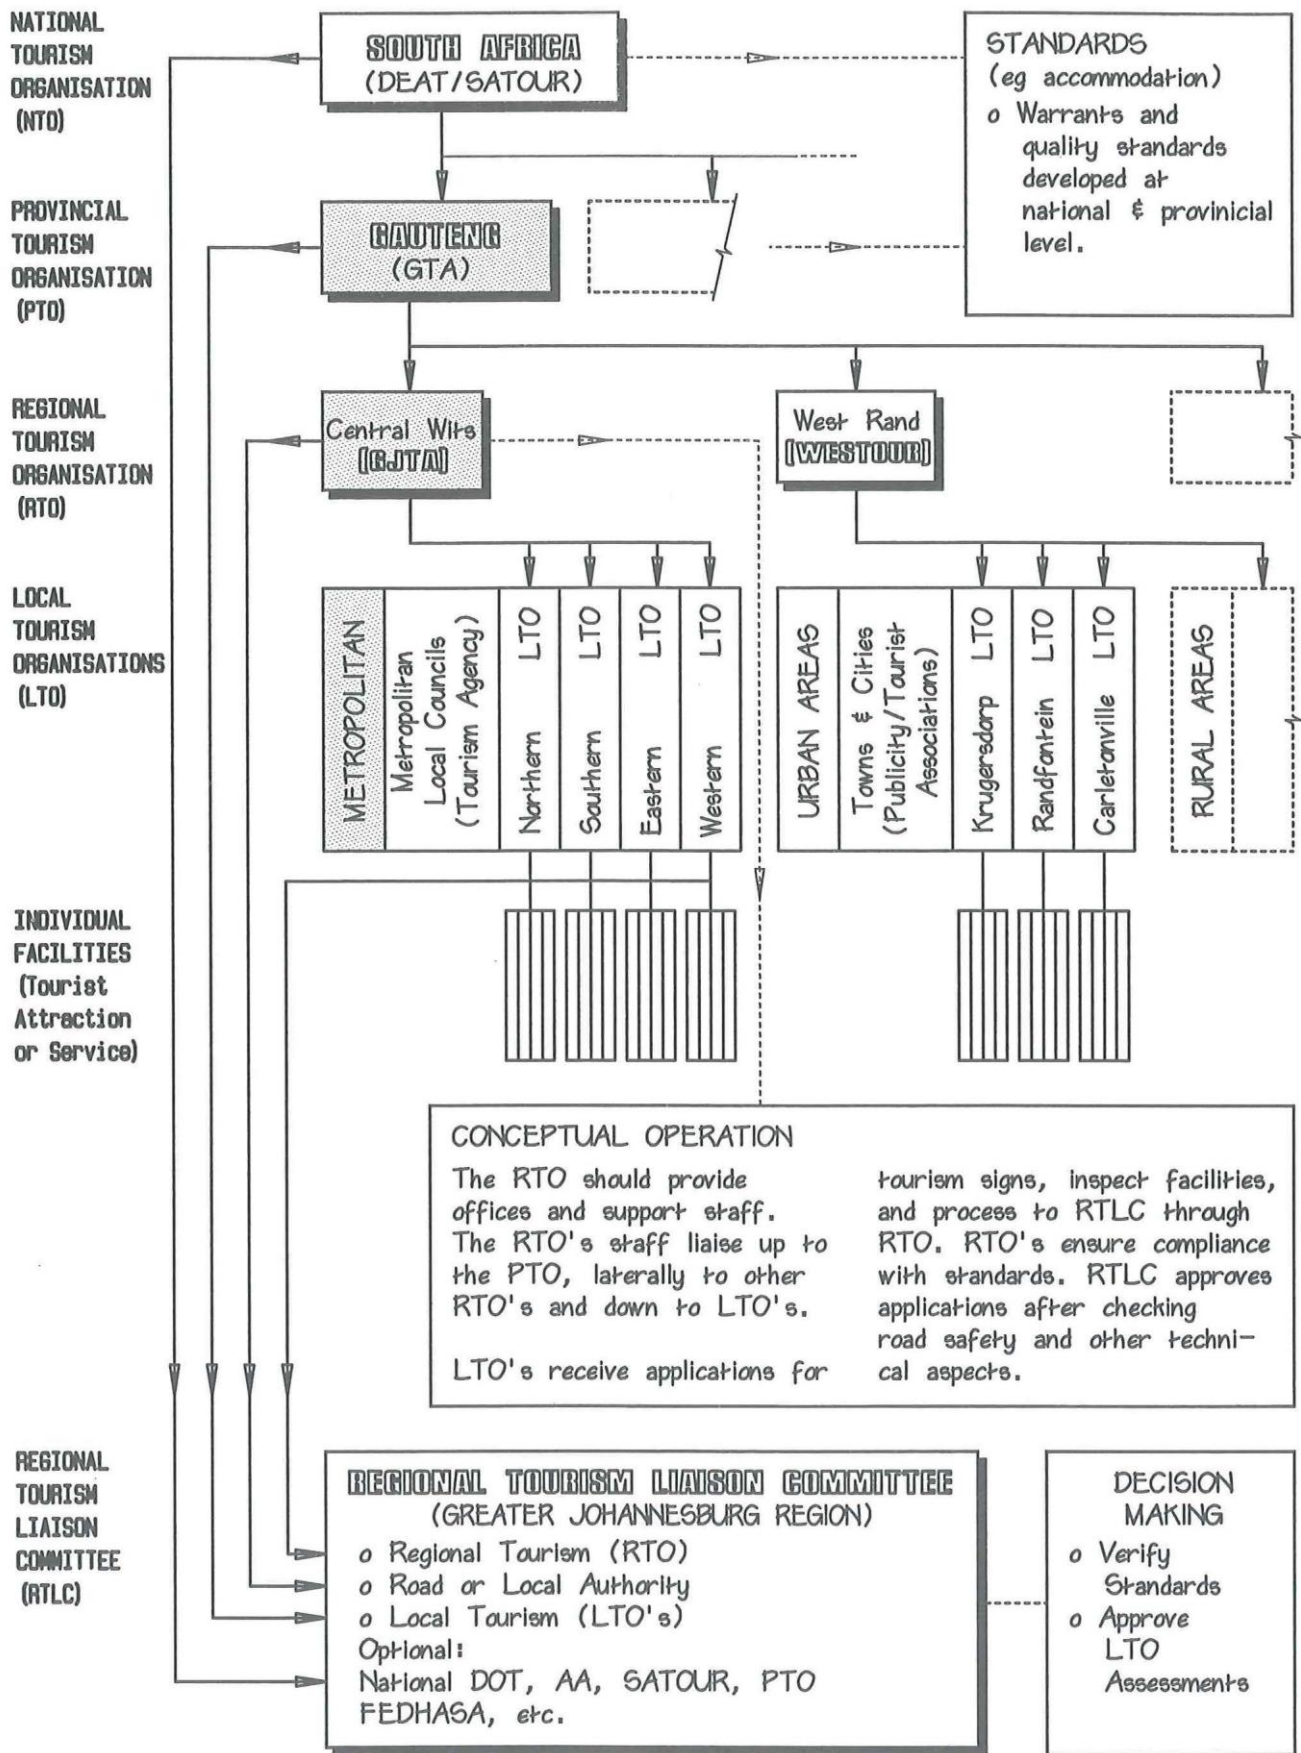 NATIONAL
TOURISM
ORGANISATION
(NTO)
SOUTH AFRICA
(DEAT/SATOUR)
STANDARDS
(eg accommodation)
o Warrants and
quality standards
developed at
national & provinicial
level.
PROVINCIAL
TOURISM
ORGANISATION
(PTO)
GAUTENG
(GTA)
REGIONAL
TOURISM
ORGANISATION
(RTO)
Central Wits
(GJTA)
West Rand
(WESTOUR)
LOCAL
TOURISM
ORGANISATIONS
(LTO)
METROPOLITAN
Metropolitan
Local Councils
(Tourism Agency)
Northern LTO
Southern LTO
Eastern LTO
Western LTO
URBAN AREAS
Towns & Cities
(Publicity/Tourist
Associations)
Krugersdorp LTO
Randfontein LTO
Carletonville LTO
RURAL AREAS
INDIVIDUAL
FACILITIES
(Tourist
Attraction
or Service)
CONCEPTUAL OPERATION
The RTO should provide
offices and support staff.
The RTO's staff liaise up to
the PTO, laterally to other
RTO's and down to LTO's.
LTO's receive applications for
tourism signs, inspect facilities,
and process to RTLC through
RTO. RTO's ensure compliance
with standards. RTLC approves
applications after checking
road safety and other techni-
cal aspects.
REGIONAL
TOURISM
LIAISON
COMMITTEE
(RTLC)
REGIONAL TOURISM LIAISON COMMITTEE
(GREATER JOHANNESBURG REGION)
o Regional Tourism (RTO)
o Road or Local Authority
o Local Tourism (LTO's)
Optional:
National DOT, AA, SATOUR, PTO
FEDHASA, etc.
DECISION
MAKING
o Verify
Standards
o Approve
LTO
Assessments